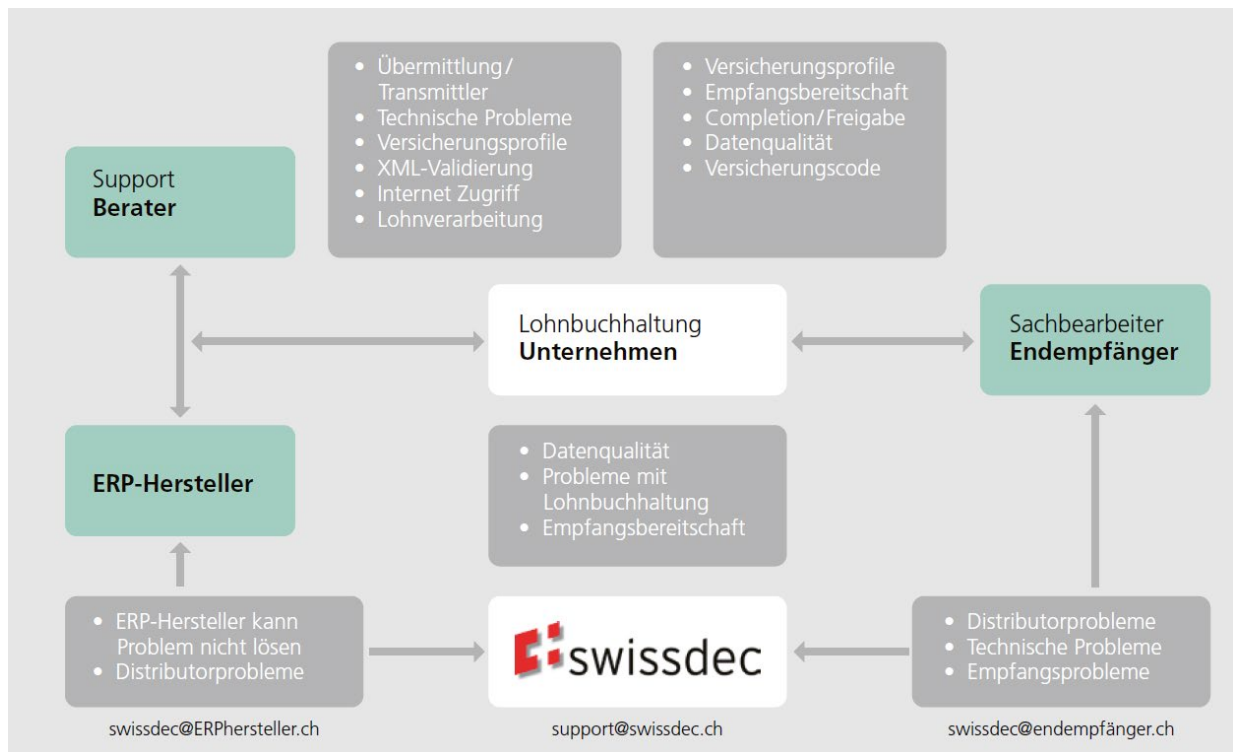 • Übermittlung/
Transmittler
• Technische Probleme
• Versicherungsprofile
• XML-Validierung
• Internet Zugriff
• Lohnverarbeitung
• Versicherungsprofile
• Empfangsbereitschaft
• Completion/Freigabe
• Datenqualität
• Versicherungscode
Support
Berater
Lohnbuchhaltung
Unternehmen
Sachbearbeiter
Endempfänger
ERP-Hersteller
• Datenqualität
• Probleme mit
Lohnbuchhaltung
• Empfangsbereitschaft
• ERP-Hersteller kann
Problem nicht lösen
• Distributorprobleme
swissdec
• Distributorprobleme
• Technische Probleme
• Empfangsprobleme
swissdec@ERPhersteller.ch
support@swissdec.ch
swissdec@endempfänger.ch